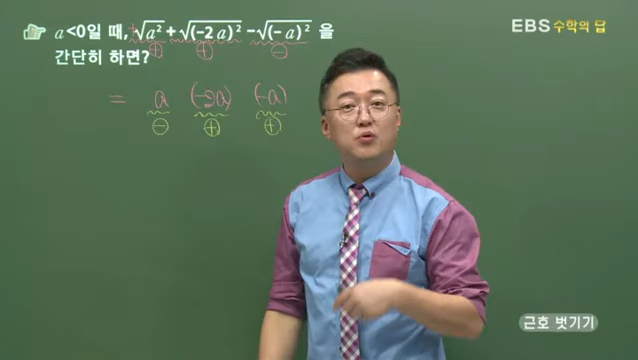 EBS 수학의 답
a<0일 때, √a² + √(-2a)² - √(-a)² 을
⊕ ⊕ ⊖
간단히 하면?
= a (-2a) (-a)
⊖ ⊕ ⊕
근호 벗기기